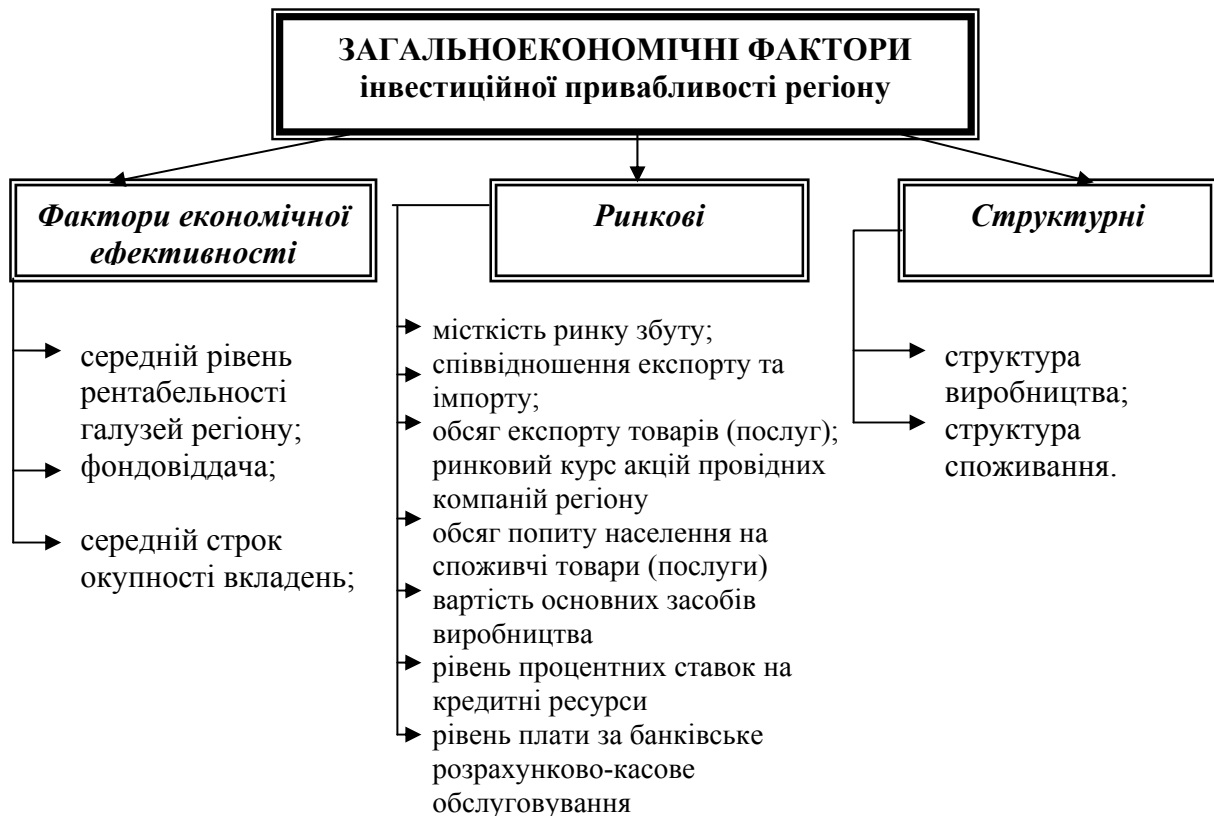 ЗАГАЛЬНОЕКОНОМІЧНІ ФАКТОРИ
інвестиційної привабливості регіону
Фактори економічної
ефективності
середній рівень
рентабельності
галузей регіону;
фондовіддача;
середній строк
окупності вкладень;
Ринкові
місткість ринку збуту;
співвідношення експорту та
імпорту;
обсяг експорту товарів (послуг);
ринковий курс акцій провідних
компаній регіону
обсяг попиту населення на
споживчі товари (послуги)
вартість основних засобів
виробництва
рівень процентних ставок на
кредитні ресурси
рівень плати за банківське
розрахунково-касове
обслуговування
Структурні
структура
виробництва;
структура
споживання.